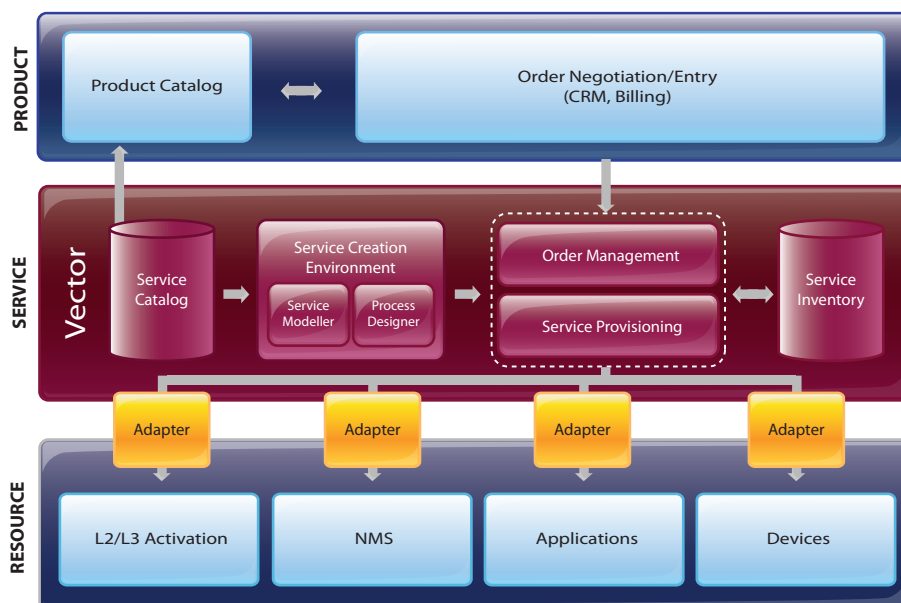 PRODUCT
Product Catalog
Order Negotiation/Entry
(CRM, Billing)
SERVICE
Vector
Service
Catalog
Service Creation
Environment
Service
Modeller
Process
Designer
Order Management
Service Provisioning
Service
Inventory
Adapter
Adapter
Adapter
Adapter
RESOURCE
L2/L3 Activation
NMS
Applications
Devices